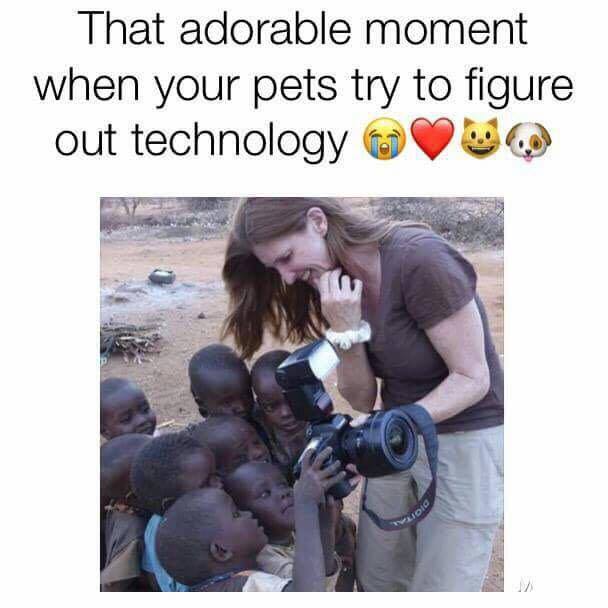 That adorable moment
when your pets try to figure
out technology 😭❤️😺🐶
DIGITAL